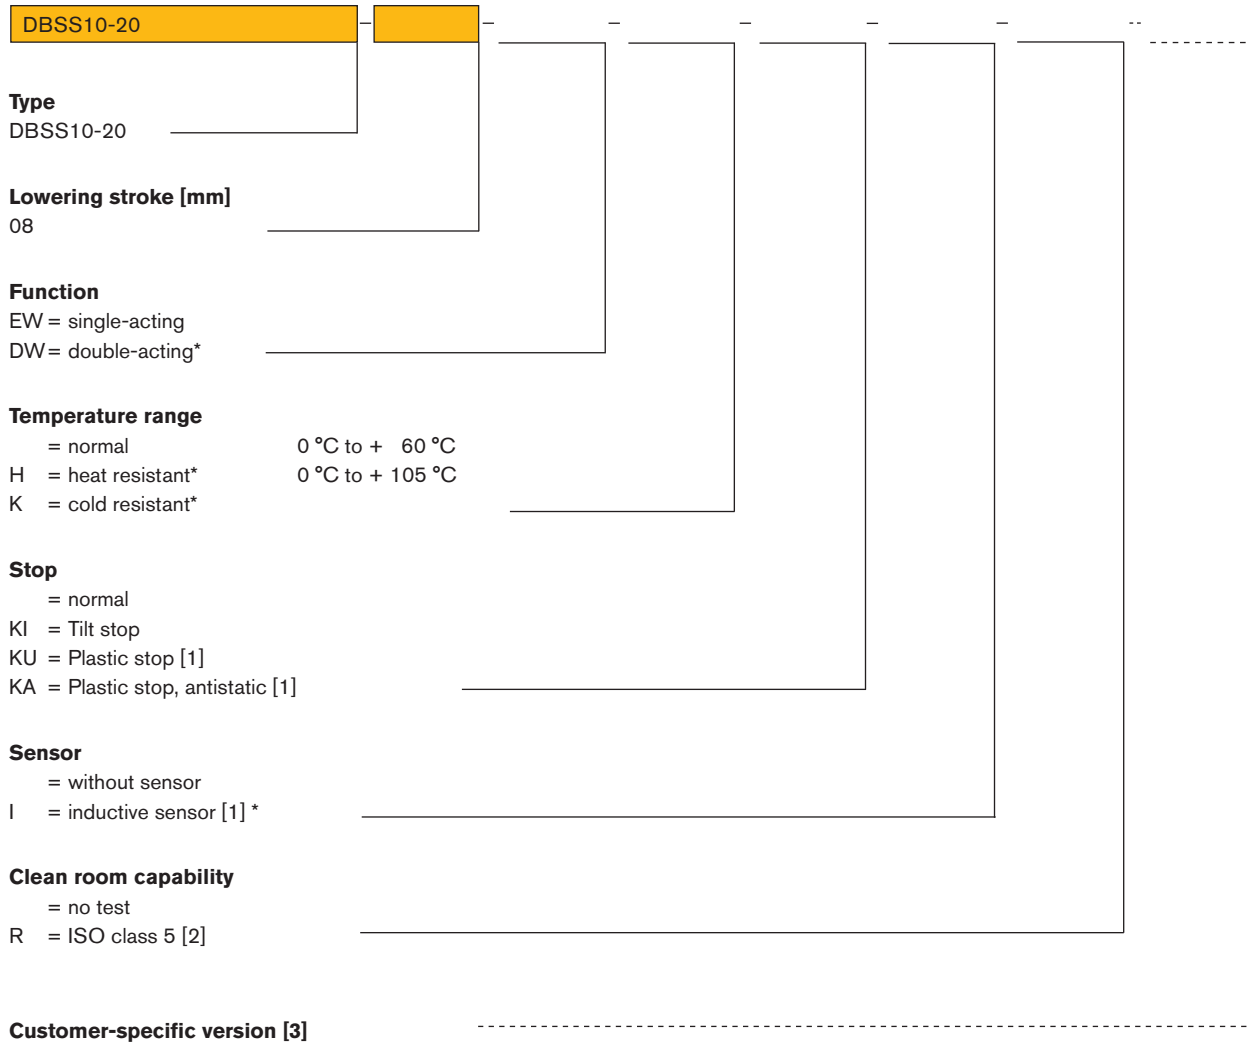 DBSS10-20 - - - - - - --
Type
DBSS10-20
Lowering stroke [mm]
08
Function
EW = single-acting
DW = double-acting*
Temperature range
= normal 0 °C to + 60 °C
H = heat resistant* 0 °C to + 105 °C
K = cold resistant*
Stop
= normal
KI = Tilt stop
KU = Plastic stop [1]
KA = Plastic stop, antistatic [1]
Sensor
= without sensor
I = inductive sensor [1] *
Clean room capability
= no test
R = ISO class 5 [2]
Customer-specific version [3]